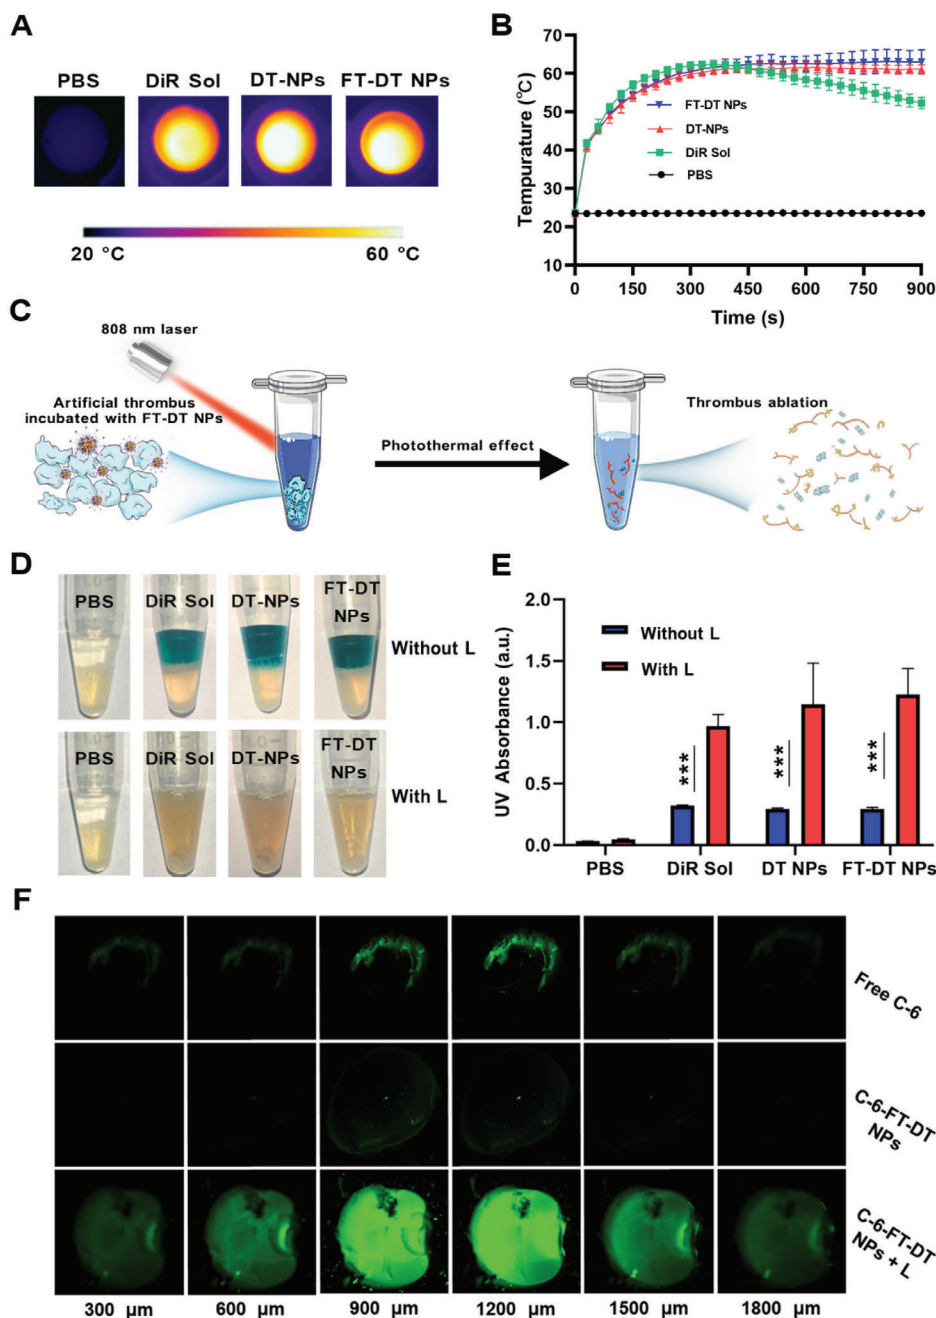 A
PBS
DiR Sol
DT-NPs
FT-DT NPs
20 °C
60 °C
B
Tempurature (°C)
70
60
50
40
30
20
10
FT-DT NPs
DT-NPs
DiR Sol
PBS
0
150
300
450
600
750
900
Time (s)
C
808 nm laser
Artificial thrombus
incubated with FT-DT NPs
Photothermal effect
Thrombus ablation
D
PBS
DiR Sol
DT-NPs
FT-DT
NPs
Without L
PBS
DiR Sol
DT-NPs
FT-DT
NPs
With L
E
UV Absorbance (a.u.)
2.0
1.5
1.0
0.5
0.0
Without L
With L
***
***
***
PBS
DiR Sol
DT NPs
FT-DT NPs
F
Free C-6
C-6-FT-DT
NPs
C-6-FT-DT
NPs + L
300 µm
600 µm
900 µm
1200 µm
1500 µm
1800 µm